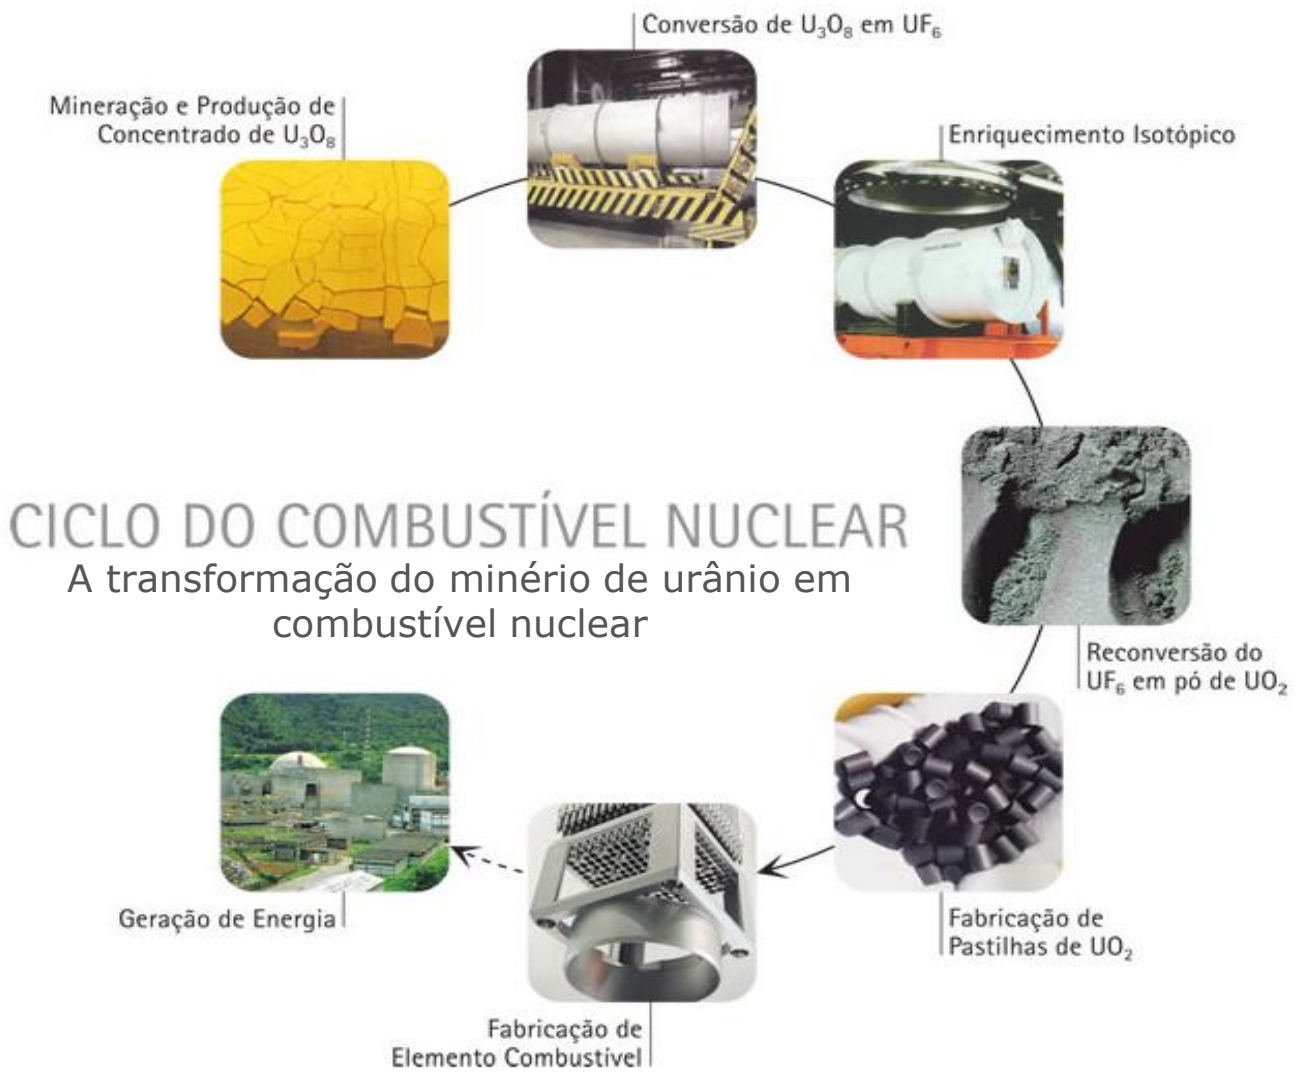 Conversão de U₃O₈ em UF₆
Mineração e Produção de
Concentrado de U₃O₈
Enriquecimento Isotópico
CICLO DO COMBUSTÍVEL NUCLEAR
A transformação do minério de urânio em
combustível nuclear
Reconversão do
UF₆ em pó de UO₂
Geração de Energia
Fabricação de
Pastilhas de UO₂
Fabricação de
Elemento Combustível